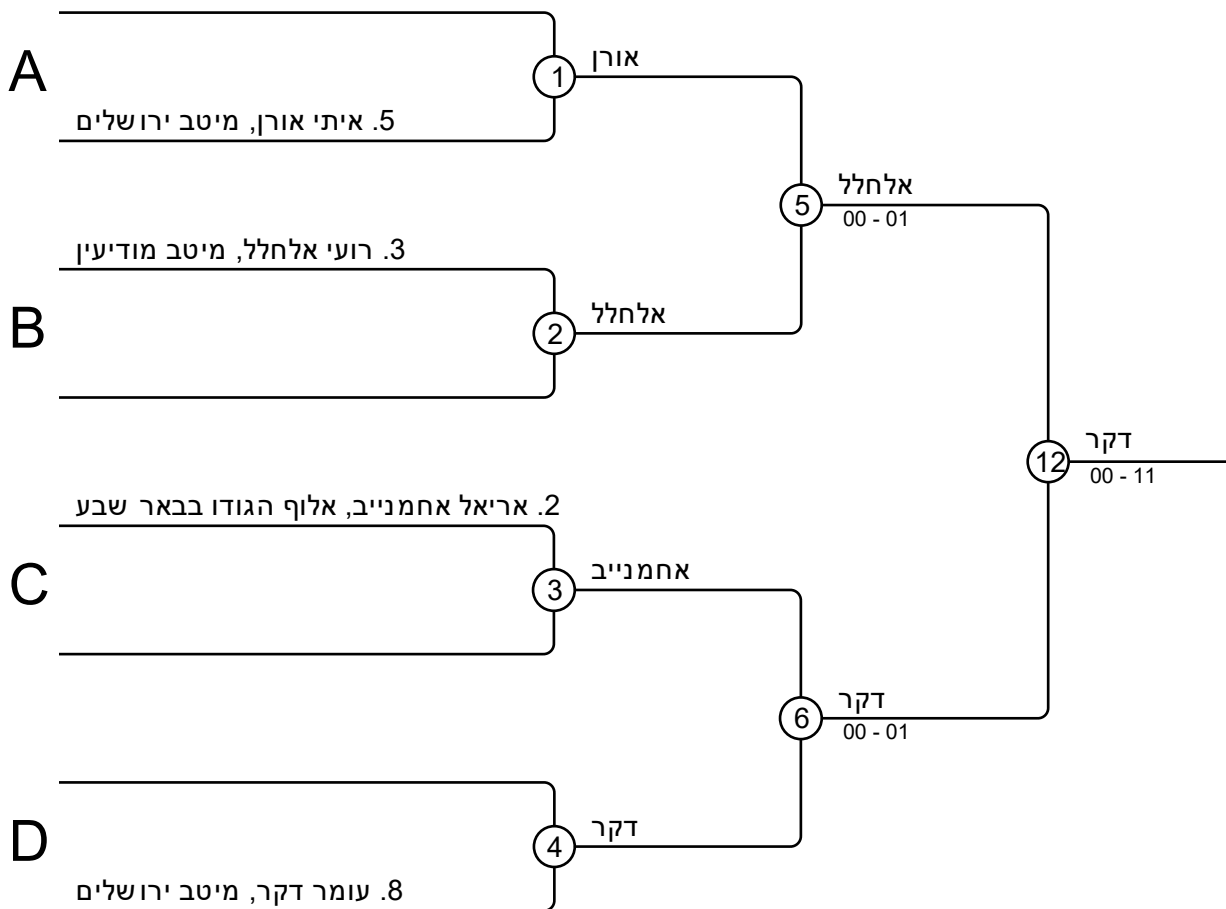 A
1
אורן
5. איתי אורן, מיטב ירושלים
5
אלחלל
00 - 01
3. רועי אלחלל, מיטב מודיעין
B
2
אלחלל
12
דקר
00 - 11
2. אריאל אחמנייב, אלוף הגודו בבאר שבע
C
3
אחמנייב
6
דקר
00 - 01
D
4
דקר
8. עומר דקר, מיטב ירושלים